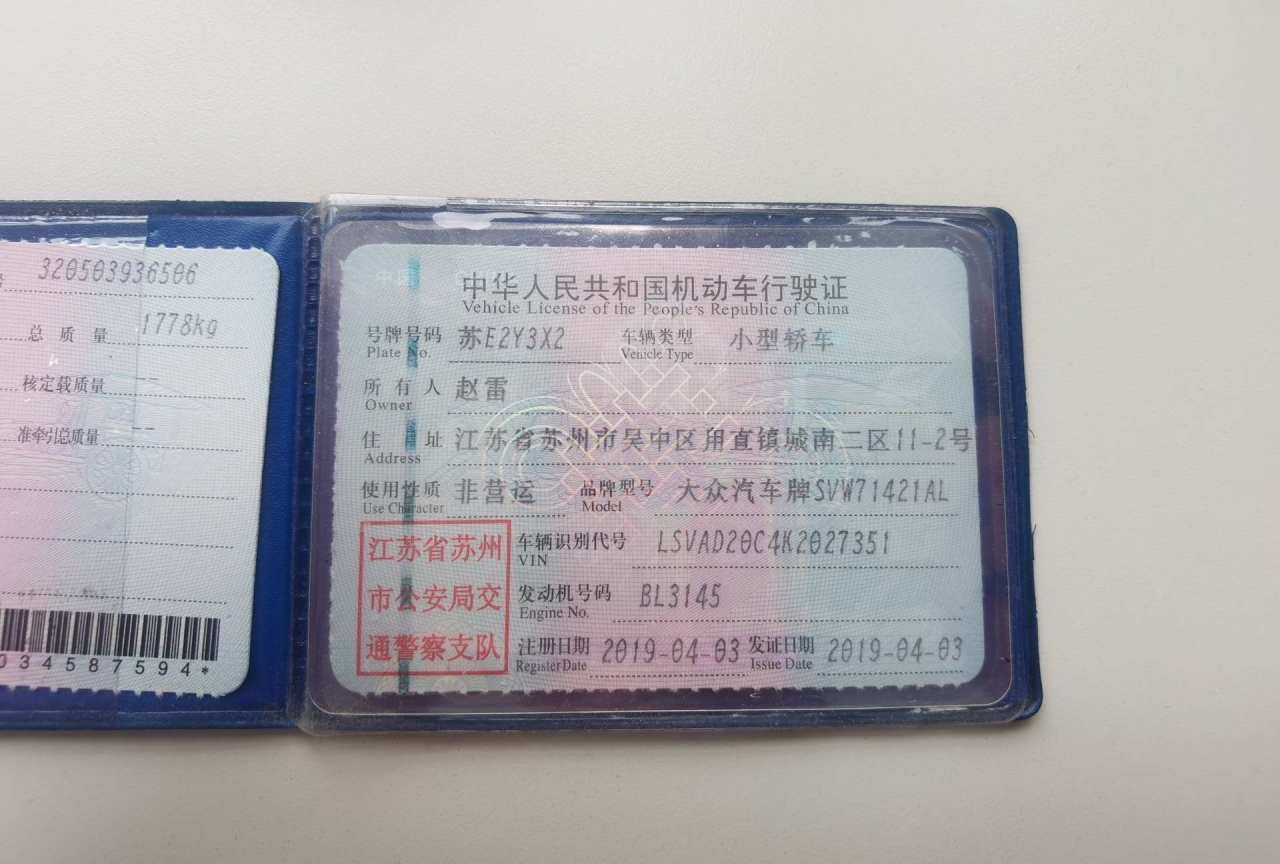 320503936506
总质量 1778kg
核定载质量 --
准牵引总质量 --
034587594*
中华人民共和国机动车行驶证
Vehicle License of the People's Republic of China
号牌号码 苏E2Y3X2 车辆类型 小型轿车
Plate No. Vehicle Type
所有人 赵雷
Owner
住址 江苏省苏州市吴中区甪直镇城南二区11-2号
Address
使用性质 非营运 品牌型号 大众汽车牌SVW71421AL
Use Character Model
江苏省苏州
市公安局交
通警察支队
车辆识别代号 LSVAD20C4K2027351
VIN
发动机号码 BL3145
Engine No.
注册日期 2019-04-03 发证日期 2019-04-03
Register Date Issue Date